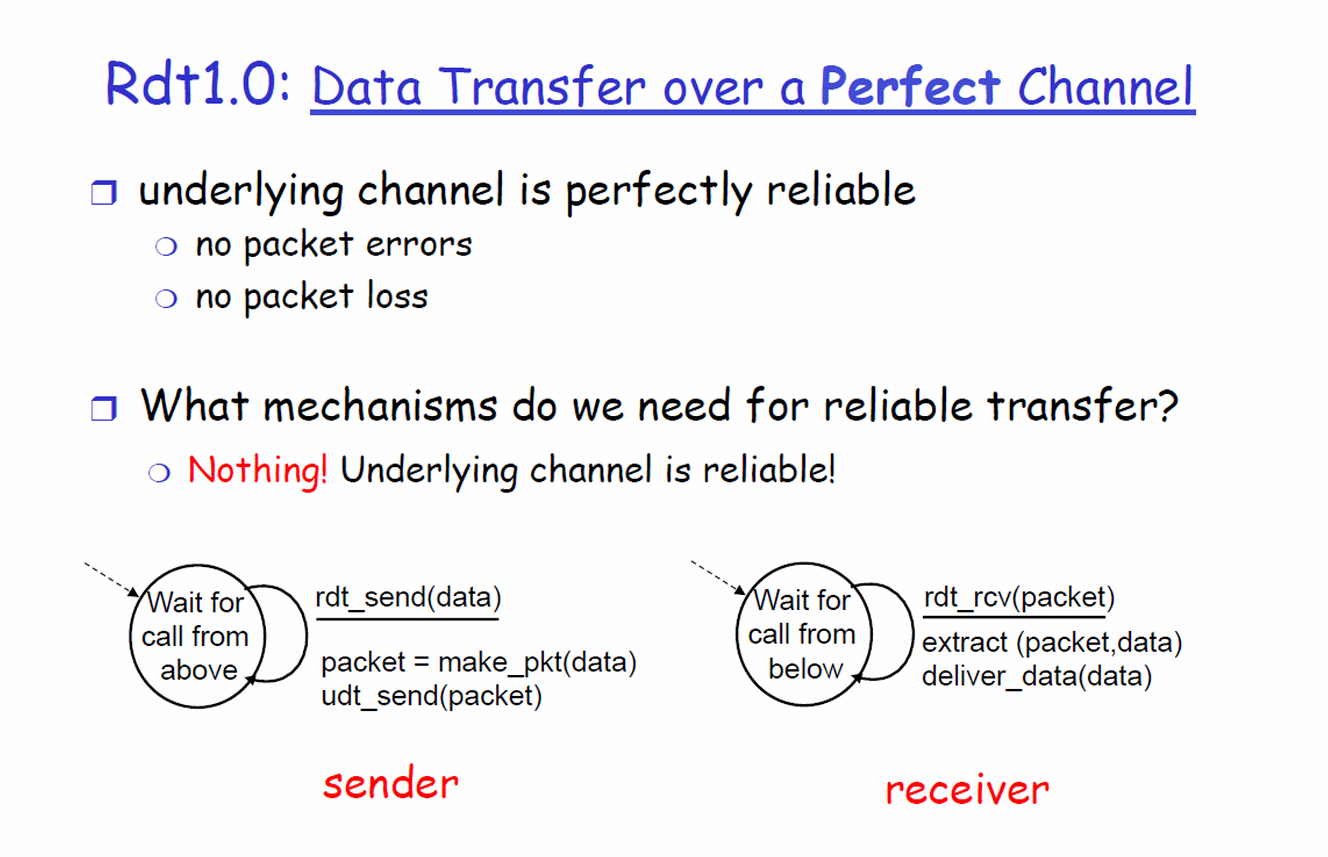 Rdt1.0: Data Transfer over a Perfect Channel
underlying channel is perfectly reliable
no packet errors
no packet loss
What mechanisms do we need for reliable transfer?
Nothing! Underlying channel is reliable!
Wait for
call from
above
rdt_send(data)
packet = make_pkt(data)
udt_send(packet)
sender
Wait for
call from
below
rdt_rcv(packet)
extract (packet,data)
deliver_data(data)
receiver